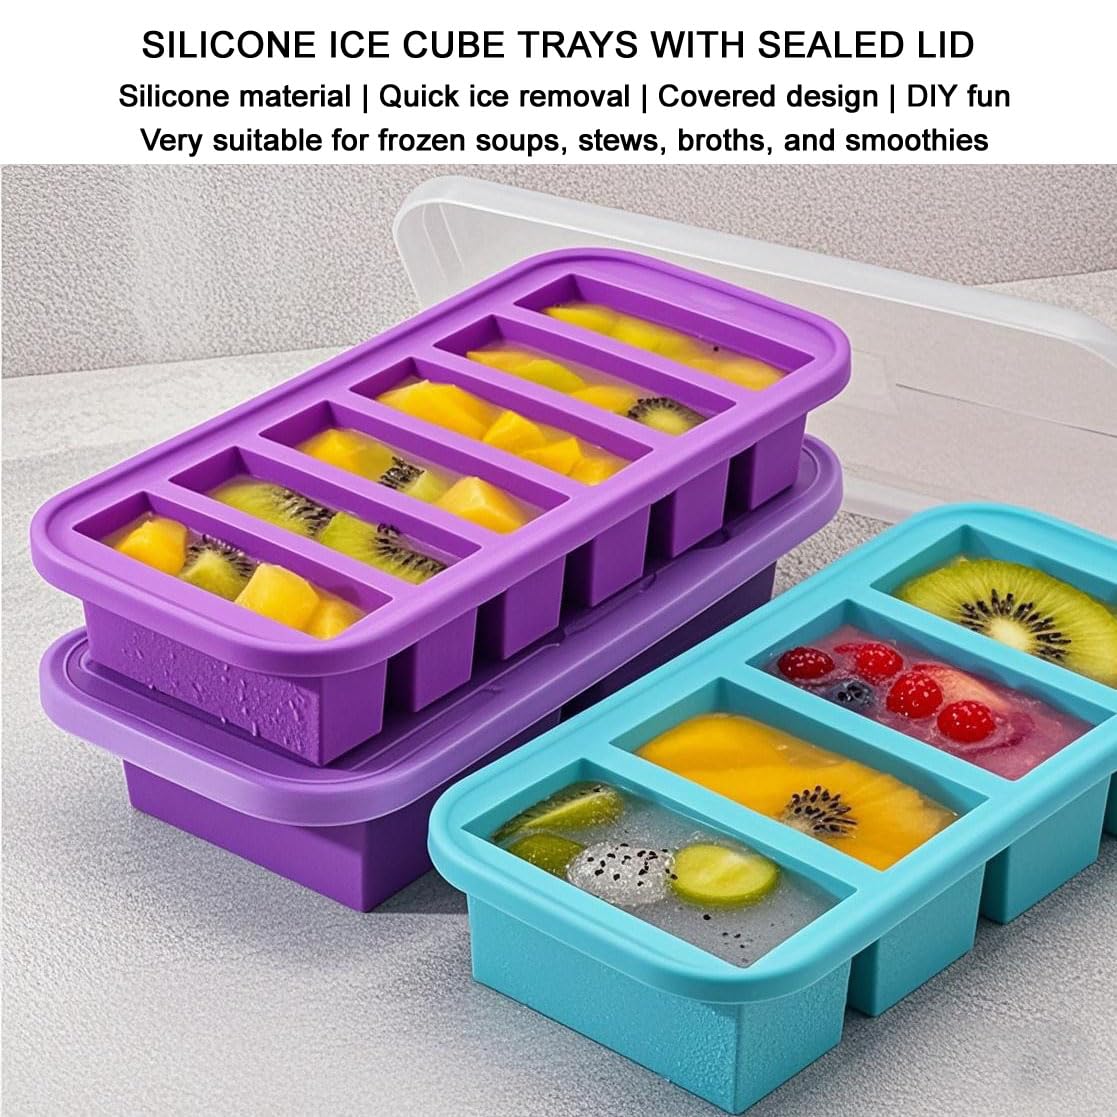 SILICONE ICE CUBE TRAYS WITH SEALED LID
Silicone material | Quick ice removal | Covered design | DIY fun
Very suitable for frozen soups, stews, broths, and smoothies